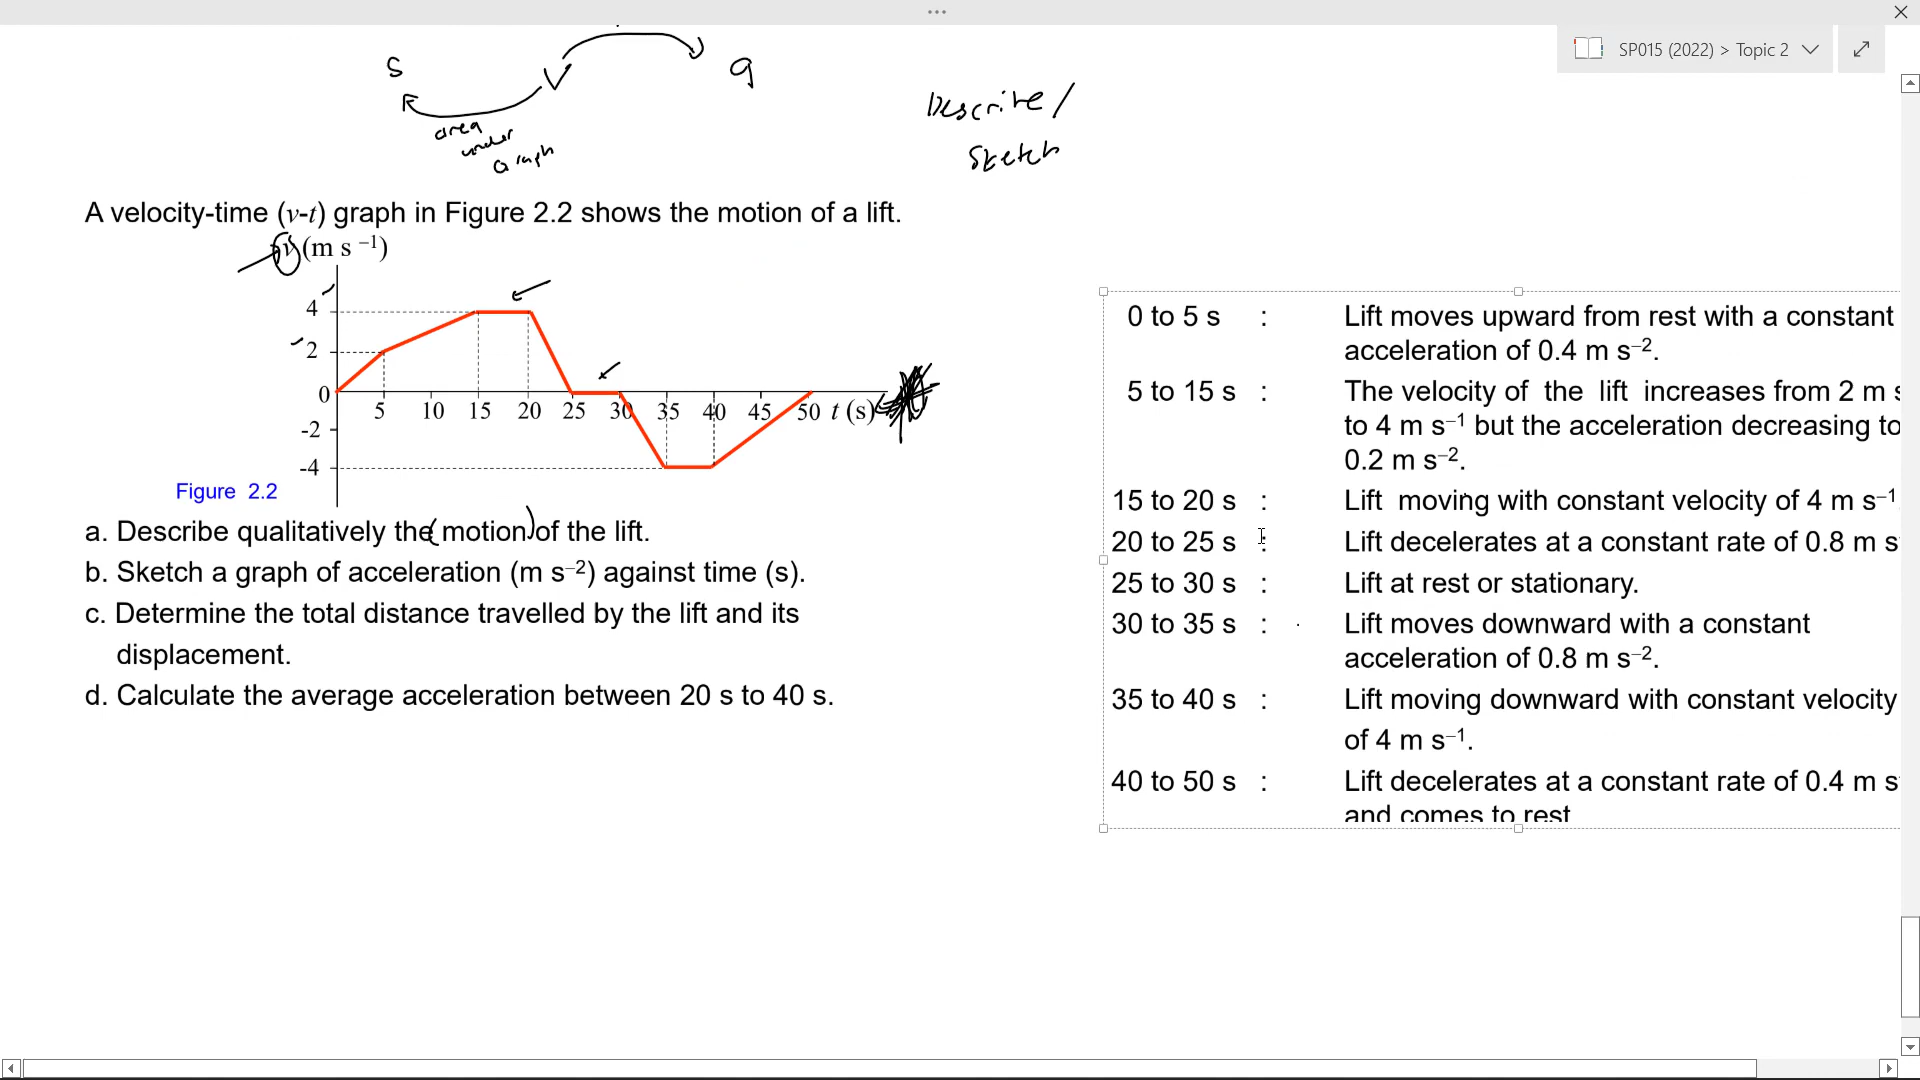 SP015 (2022) > Topic 2
s
v
a
area
under
graph
Describe/
Sketch
A velocity-time (v-t) graph in Figure 2.2 shows the motion of a lift.
v (m s⁻¹)
4
2
0
-2
-4
5 10 15 20 25 30 35 40 45 50 t (s)
Figure 2.2
a. Describe qualitatively the (motion) of the lift.
b. Sketch a graph of acceleration (m s⁻²) against time (s).
c. Determine the total distance travelled by the lift and its
displacement.
d. Calculate the average acceleration between 20 s to 40 s.
0 to 5 s : Lift moves upward from rest with a constant
acceleration of 0.4 m s⁻².
5 to 15 s : The velocity of the lift increases from 2 m s
to 4 m s⁻¹ but the acceleration decreasing to
0.2 m s⁻².
15 to 20 s : Lift moving with constant velocity of 4 m s⁻¹
20 to 25 s : Lift decelerates at a constant rate of 0.8 m s
25 to 30 s : Lift at rest or stationary.
30 to 35 s : Lift moves downward with a constant
acceleration of 0.8 m s⁻².
35 to 40 s : Lift moving downward with constant velocity
of 4 m s⁻¹.
40 to 50 s : Lift decelerates at a constant rate of 0.4 m s
and comes to rest